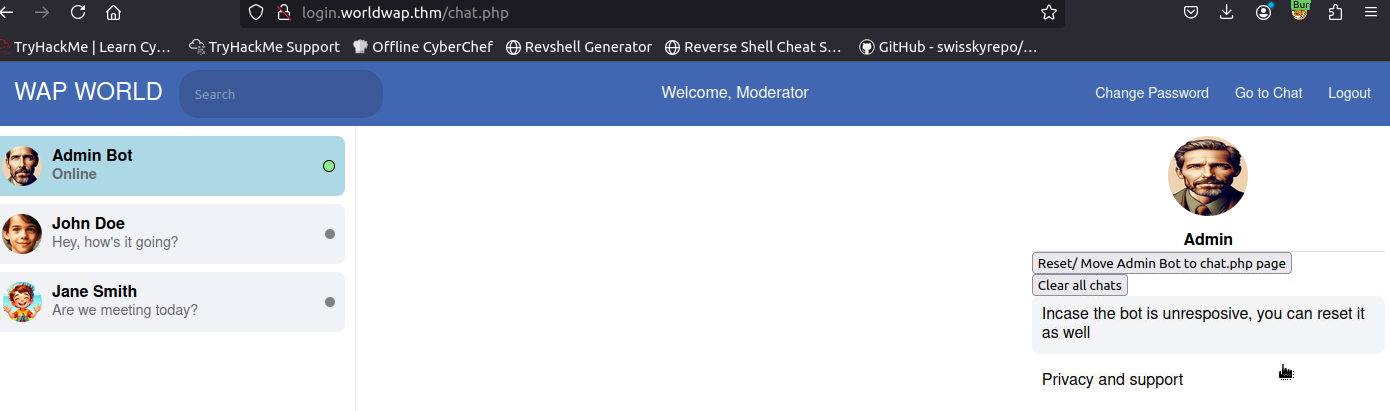 login.worldwap.thm/chat.php
TryHackMe | Learn Cy…
TryHackMe Support
Offline CyberChef
Revshell Generator
Reverse Shell Cheat S…
GitHub - swisskyrepo/…
WAP WORLD
Search
Welcome, Moderator
Change Password
Go to Chat
Logout
Admin Bot
Online
John Doe
Hey, how's it going?
Jane Smith
Are we meeting today?
Admin
Reset/ Move Admin Bot to chat.php page
Clear all chats
Incase the bot is unresposive, you can reset it
as well
Privacy and support